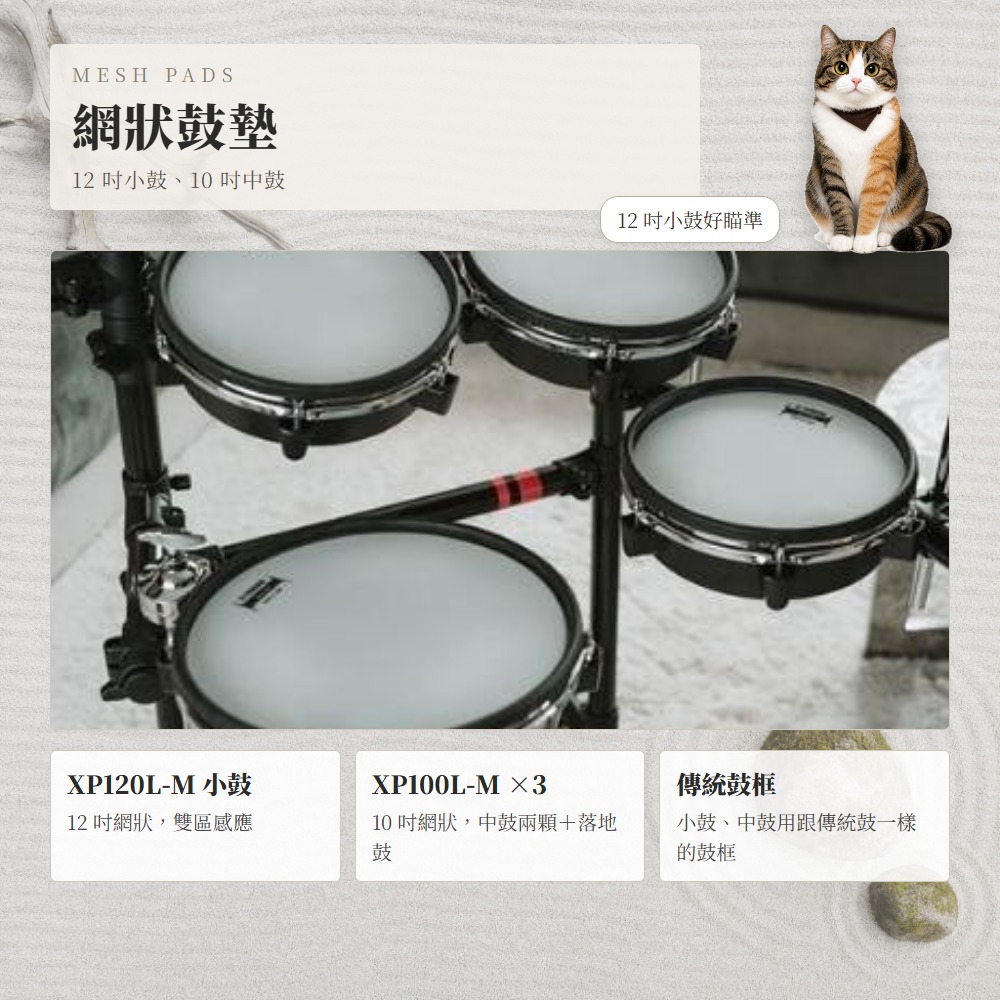 MESH PADS
網狀鼓墊
12 吋小鼓、10 吋中鼓
12 吋小鼓好瞄準
XP120L-M 小鼓
12 吋網狀，雙區感應
XP100L-M ×3
10 吋網狀，中鼓兩顆＋落地
鼓
傳統鼓框
小鼓、中鼓用跟傳統鼓一樣
的鼓框